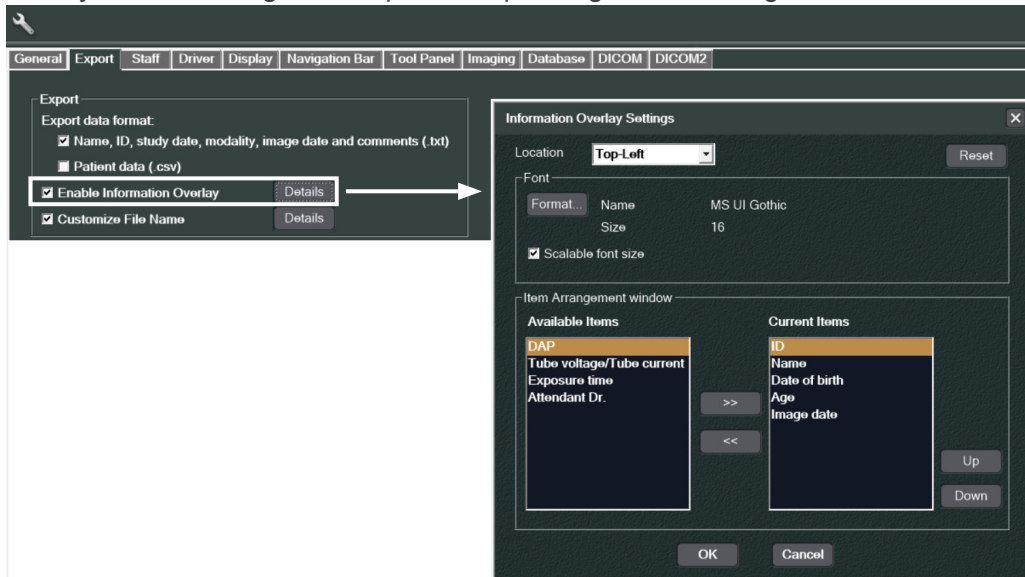 General Export Staff Driver Display Navigation Bar Tool Panel Imaging Database DICOM DICOM2
Export
Export data format:
Name, ID, study date, modality, image date and comments (.txt)
Patient data (.csv)
Enable Information Overlay Details
Customize File Name Details
Information Overlay Settings
Location Top-Left Reset
Font
Format... Name MS UI Gothic
Size 16
Scalable font size
Item Arrangement window
Available Items
DAP
Tube voltage/Tube current
Exposure time
Attendant Dr.
>>
<<
Current Items
ID
Name
Date of birth
Age
Image date
Up
Down
OK Cancel